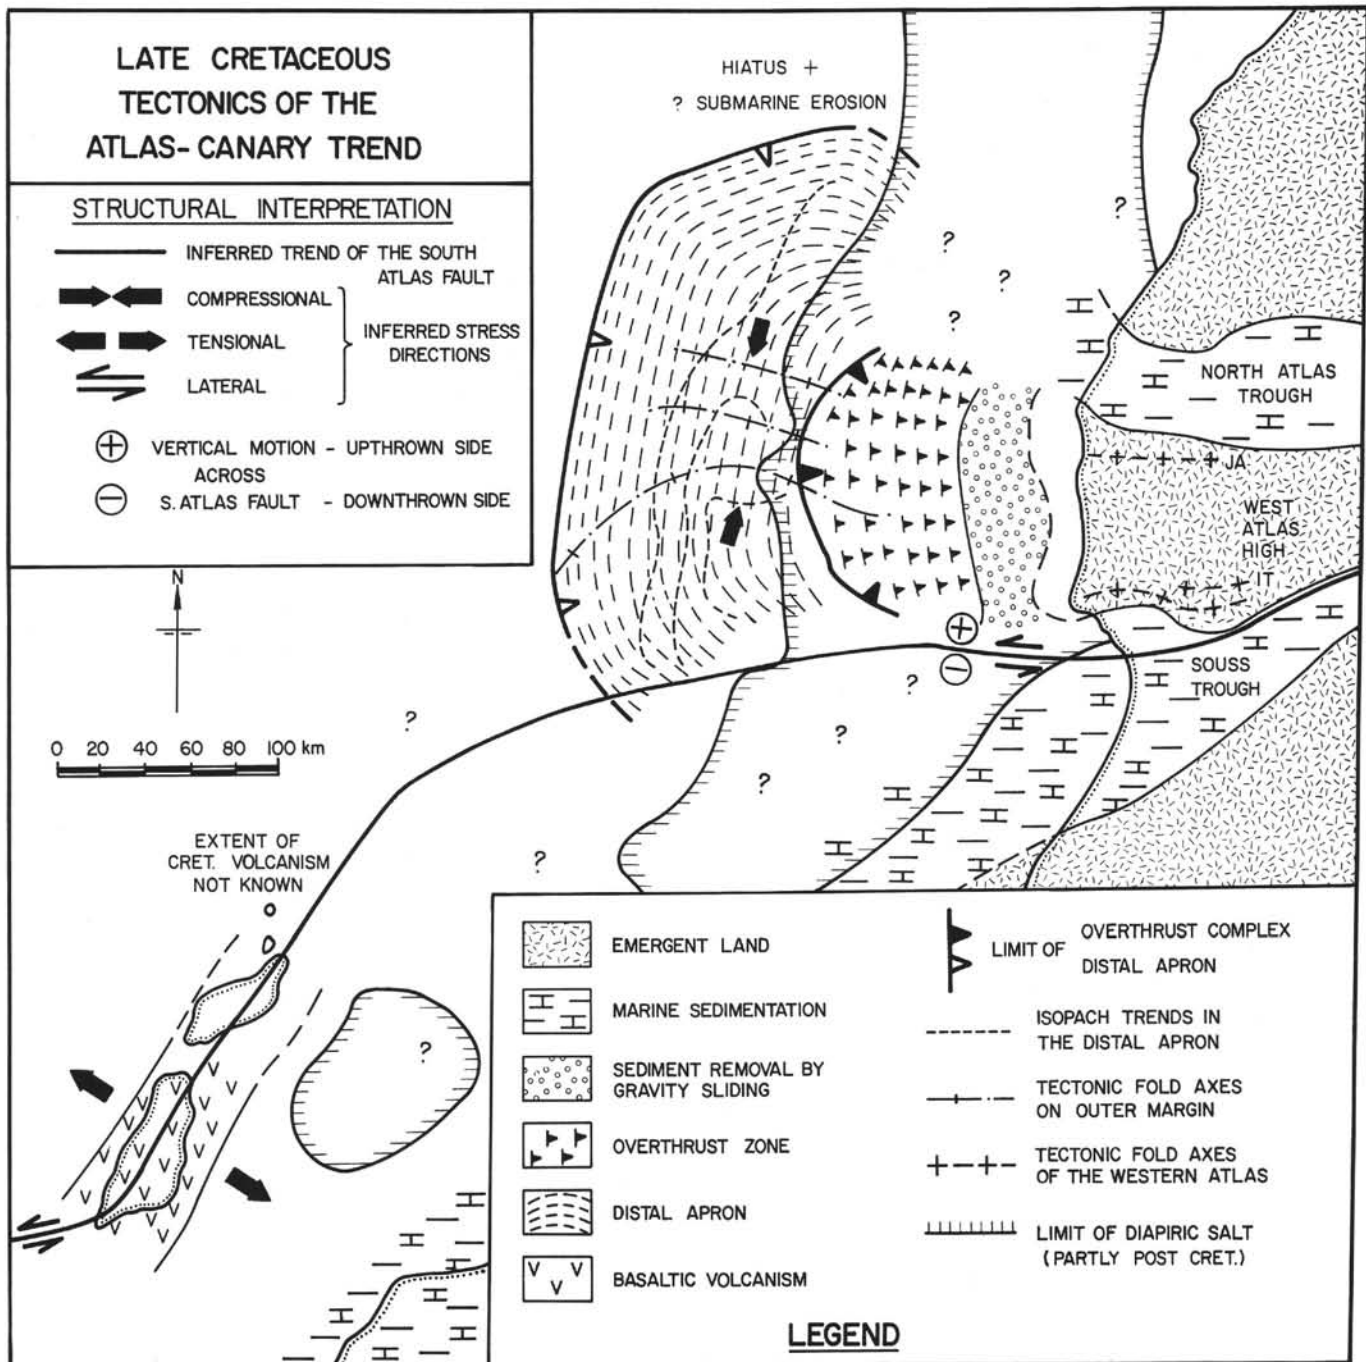 LATE CRETACEOUS
TECTONICS OF THE
ATLAS-CANARY TREND
STRUCTURAL INTERPRETATION
INFERRED TREND OF THE SOUTH
ATLAS FAULT
COMPRESSIONAL
TENSIONAL
LATERAL
INFERRED STRESS
DIRECTIONS
+ VERTICAL MOTION - UPTHROWN SIDE
ACROSS
- S. ATLAS FAULT - DOWNTHROWN SIDE
HIATUS +
? SUBMARINE EROSION
?
?
?
?
NORTH ATLAS
TROUGH
JA
WEST
ATLAS
HIGH
IT
+
-
SOUSS
TROUGH
N
?
?
?
?
?
0 20 40 60 80 100 km
EXTENT OF
CRET. VOLCANISM
NOT KNOWN
?
EMERGENT LAND
MARINE SEDIMENTATION
SEDIMENT REMOVAL BY
GRAVITY SLIDING
OVERTHRUST ZONE
DISTAL APRON
BASALTIC VOLCANISM
LIMIT OF
OVERTHRUST COMPLEX
DISTAL APRON
ISOPACH TRENDS IN
THE DISTAL APRON
TECTONIC FOLD AXES
ON OUTER MARGIN
TECTONIC FOLD AXES
OF THE WESTERN ATLAS
LIMIT OF DIAPIRIC SALT
(PARTLY POST CRET.)
LEGEND